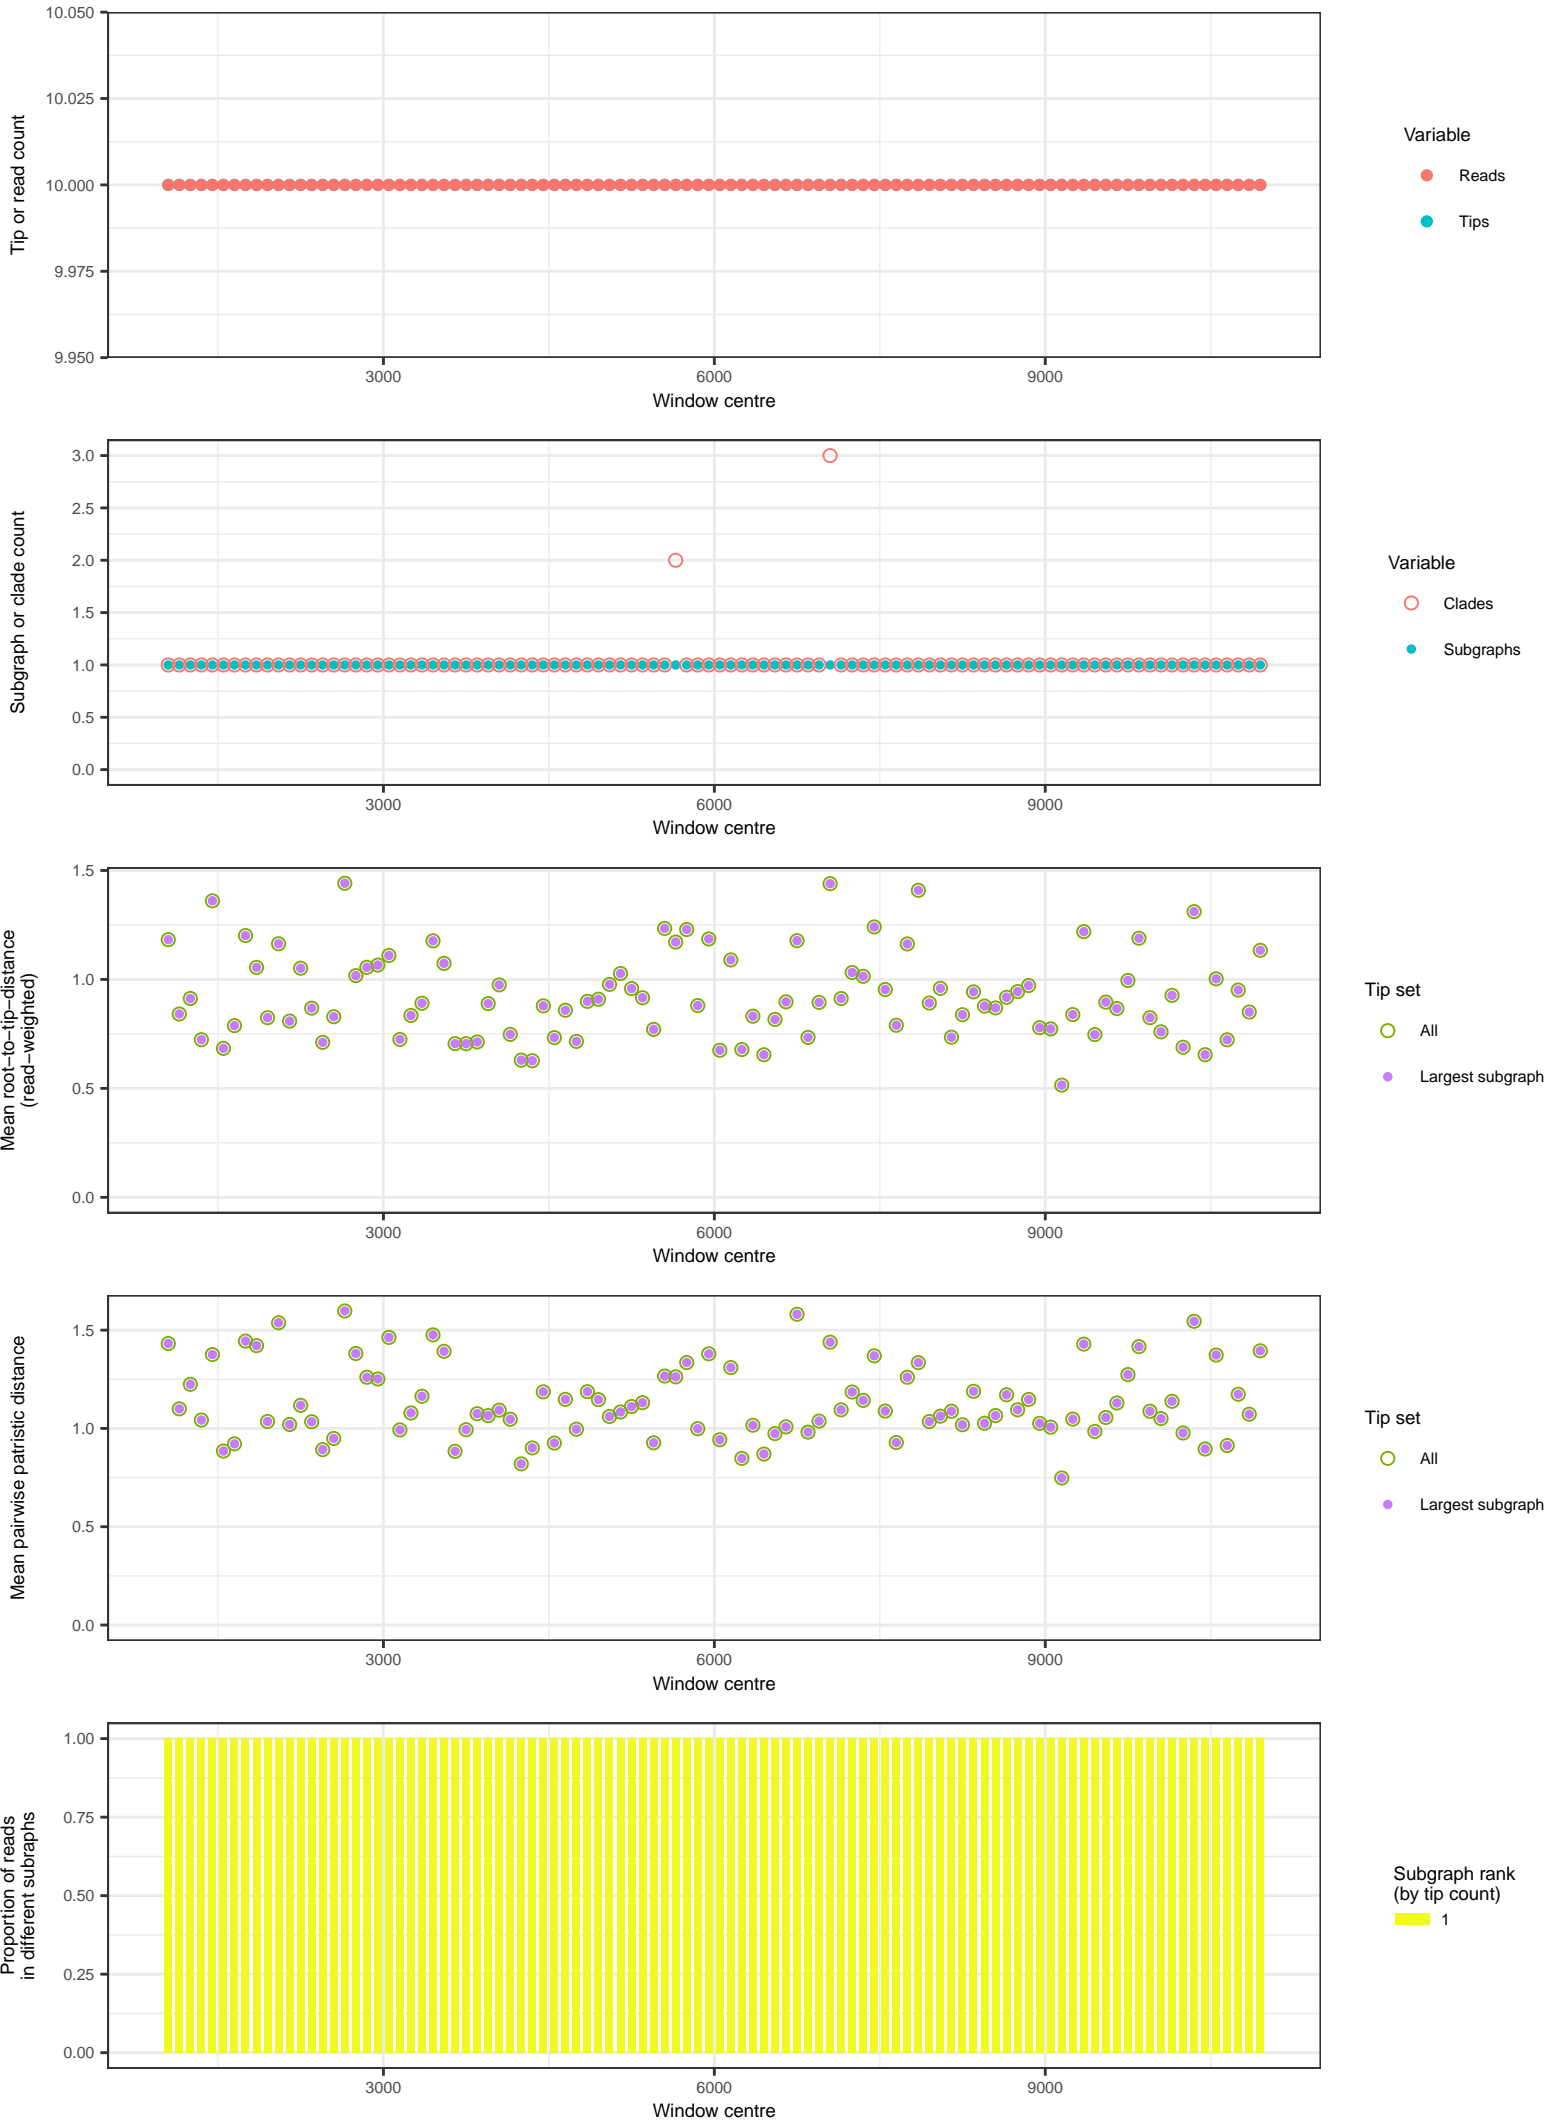 10.050
10.025
10.000
9.975
9.950
Tip or read count
3000
6000
9000
Window centre
Variable
Reads
Tips
3.0
2.5
2.0
1.5
1.0
0.5
0.0
Subgraph or clade count
3000
6000
9000
Window centre
Variable
Clades
Subgraphs
1.5
1.0
0.5
0.0
Mean root−to−tip−distance
(read−weighted)
3000
6000
9000
Window centre
Tip set
All
Largest subgraph
1.5
1.0
0.5
0.0
Mean pairwise patristic distance
3000
6000
9000
Window centre
Tip set
All
Largest subgraph
1.00
0.75
0.50
0.25
0.00
Proportion of reads
in different subraphs
3000
6000
9000
Window centre
Subgraph rank
(by tip count)
1